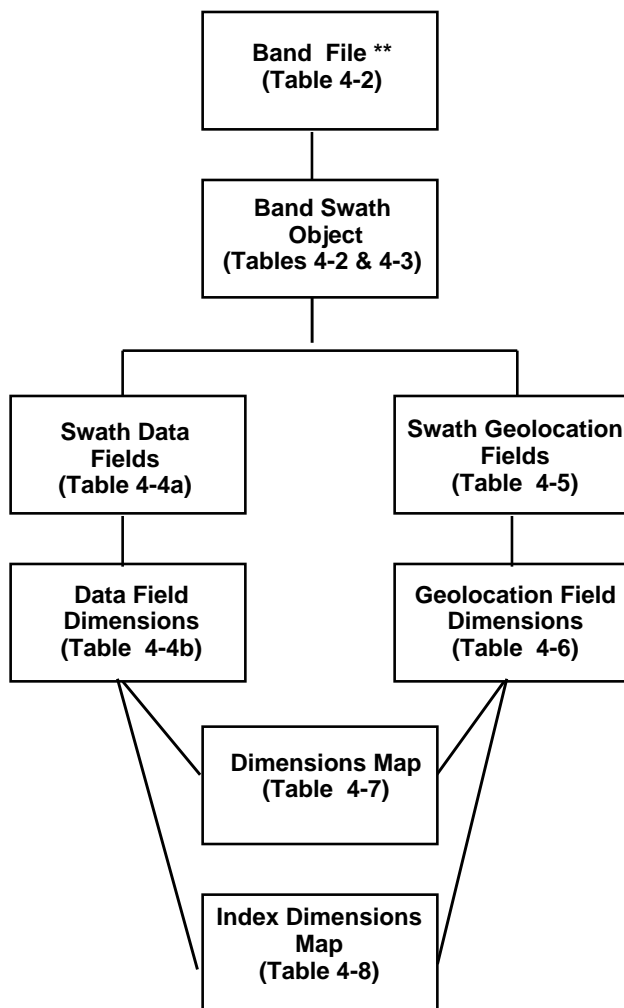 Band File **
(Table 4-2)
Band Swath
Object
(Tables 4-2 & 4-3)
Swath Data
Fields
(Table 4-4a)
Swath Geolocation
Fields
(Table 4-5)
Data Field
Dimensions
(Table 4-4b)
Geolocation Field
Dimensions
(Table 4-6)
Dimensions Map
(Table 4-7)
Index Dimensions
Map
(Table 4-8)